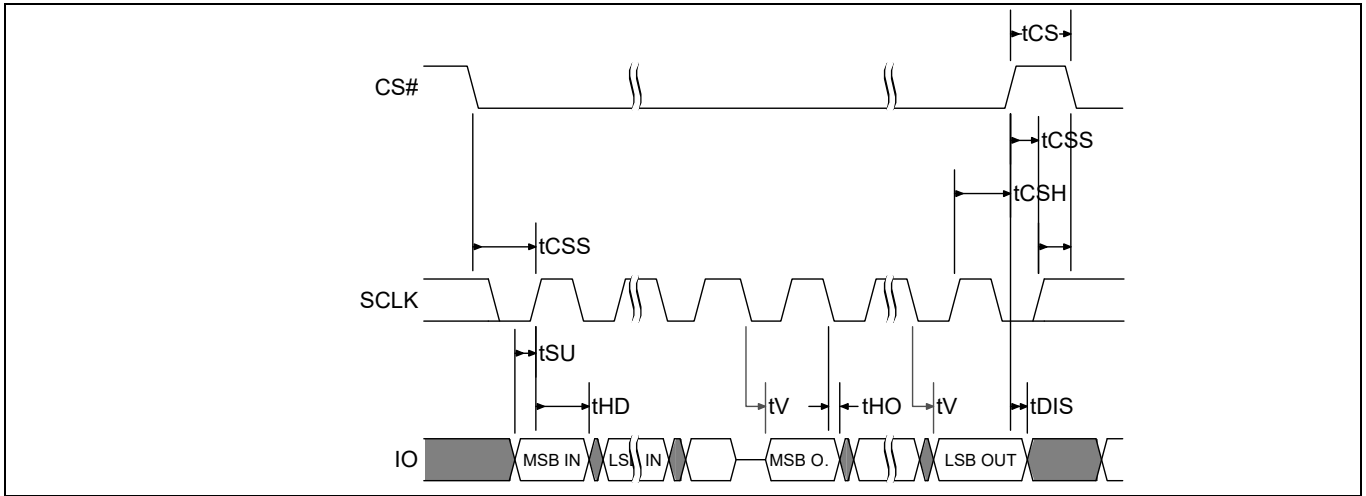 tCS
CS#
tCSS
tCSH
tCSS
SCLK
tSU
tHD
tV
tHO
tV
tDIS
IO
MSB IN
LSB IN
MSB O.
LSB OUT